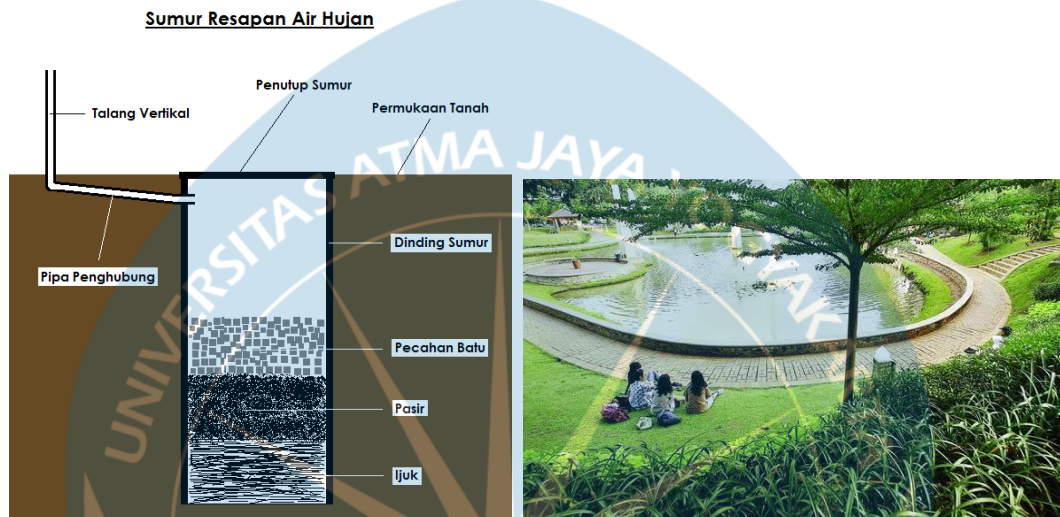 Sumur Resapan Air Hujan
Penutup Sumur
Talang Vertikal
Permukaan Tanah
Dinding Sumur
Pipa Penghubung
Pecahan Batu
Pasir
Ijuk
UNIVERSITAS ATMA JAYA